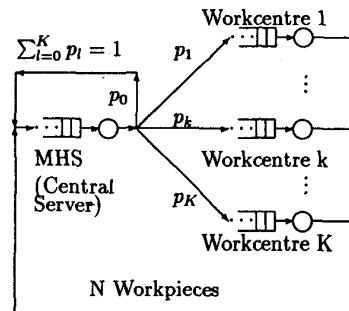 Workcentre 1
∑_{l=0}^{K} p_l = 1
p_1
p_0
p_k
MHS
(Central
Server)
Workcentre k
p_K
Workcentre K
N Workpieces